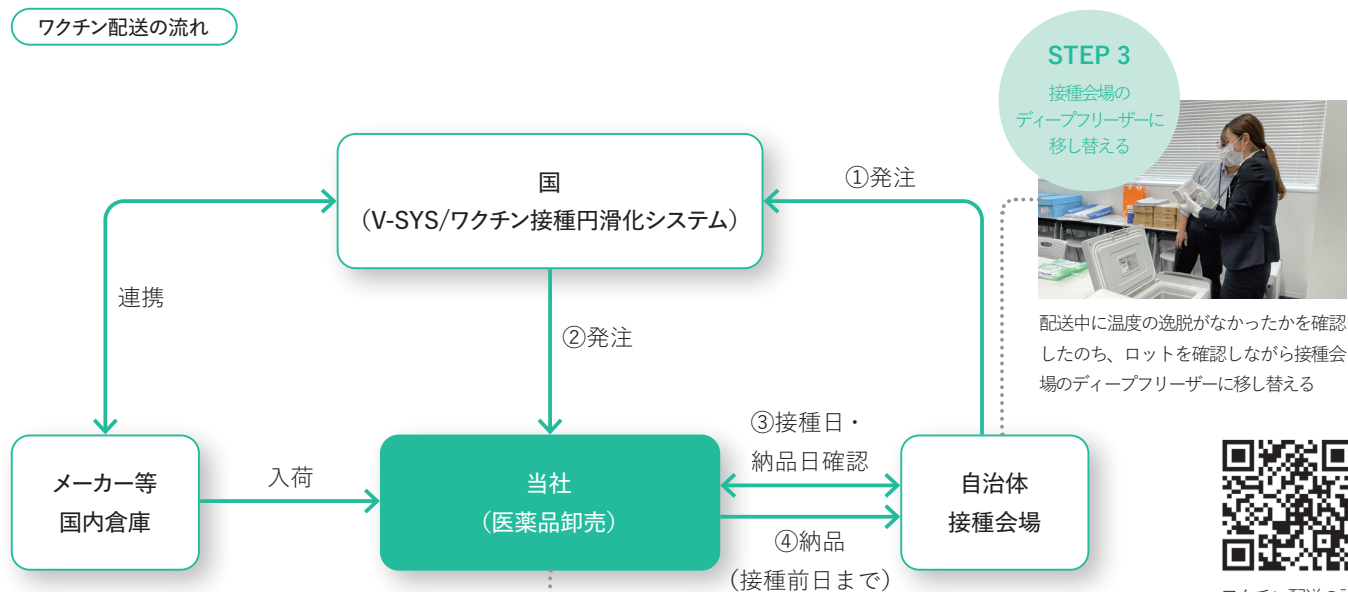 ワクチン配送の流れ
STEP 3
接種会場の
ディープフリーザーに
移し替える
国
(V-SYS/ワクチン接種円滑化システム)
①発注
連携
②発注
配送中に温度の逸脱がなかったかを確認
したのち、ロットを確認しながら接種会
場のディープフリーザーに移し替える
メーカー等
国内倉庫
入荷
当社
(医薬品卸売)
③接種日・
納品日確認
④納品
(接種前日まで)
自治体
接種会場